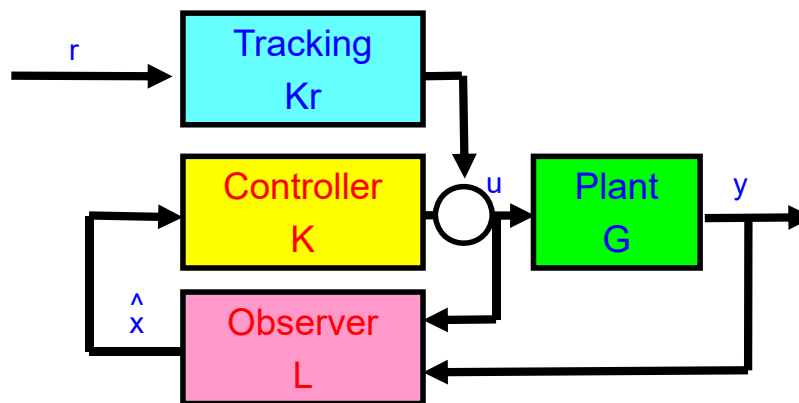 r
Tracking
Kr
Controller
K
u
Plant
G
y
^
x
Observer
L